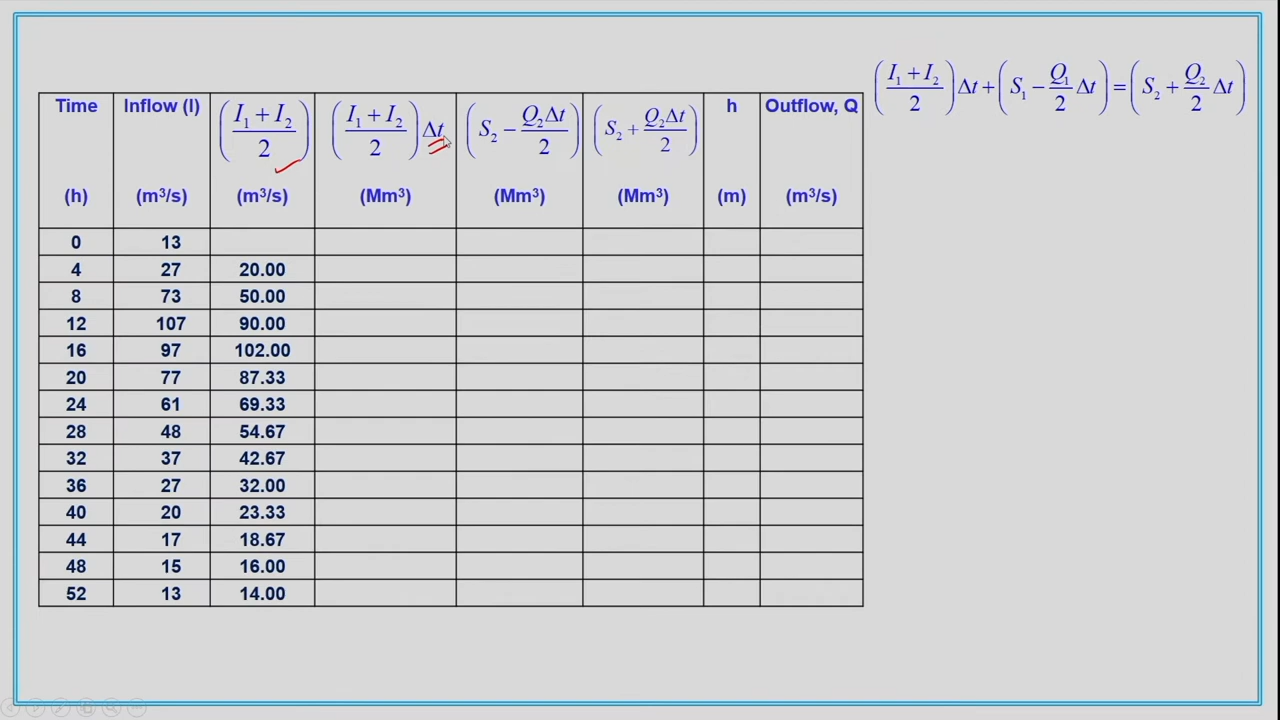 ((I₁ + I₂)/2)Δt + (S₁ − (Q₁/2)Δt) = (S₂ + (Q₂/2)Δt)
Time Inflow (I) ((I₁ + I₂)/2) ((I₁ + I₂)/2)Δt (S₂ − Q₂Δt/2) (S₂ + Q₂Δt/2) h Outflow, Q
(h) (m³/s) (m³/s) (Mm³) (Mm³) (Mm³) (m) (m³/s)
0 13
4 27 20.00
8 73 50.00
12 107 90.00
16 97 102.00
20 77 87.33
24 61 69.33
28 48 54.67
32 37 42.67
36 27 32.00
40 20 23.33
44 17 18.67
48 15 16.00
52 13 14.00